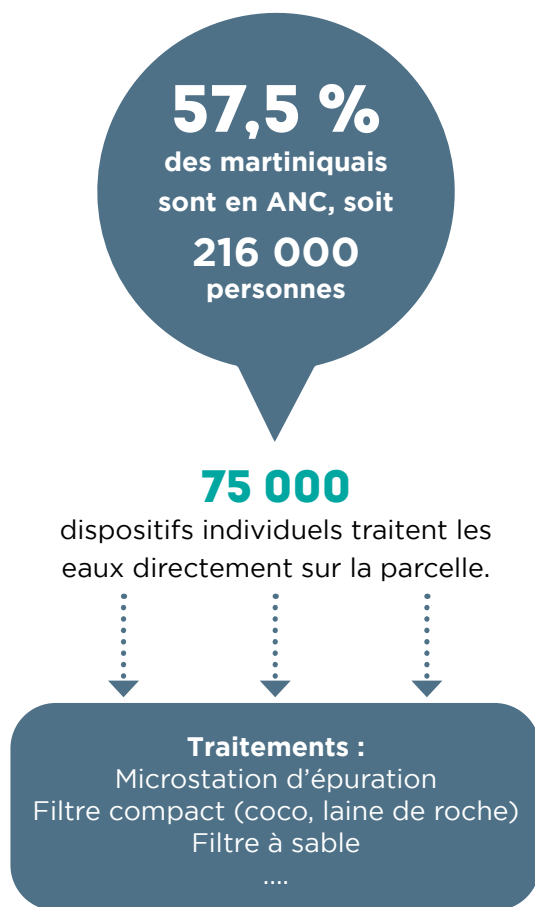 57,5 %
des martiniquais
sont en ANC, soit
216 000
personnes
75 000
dispositifs individuels traitent les
eaux directement sur la parcelle.
Traitements :
Microstation d'épuration
Filtre compact (coco, laine de roche)
Filtre à sable
....